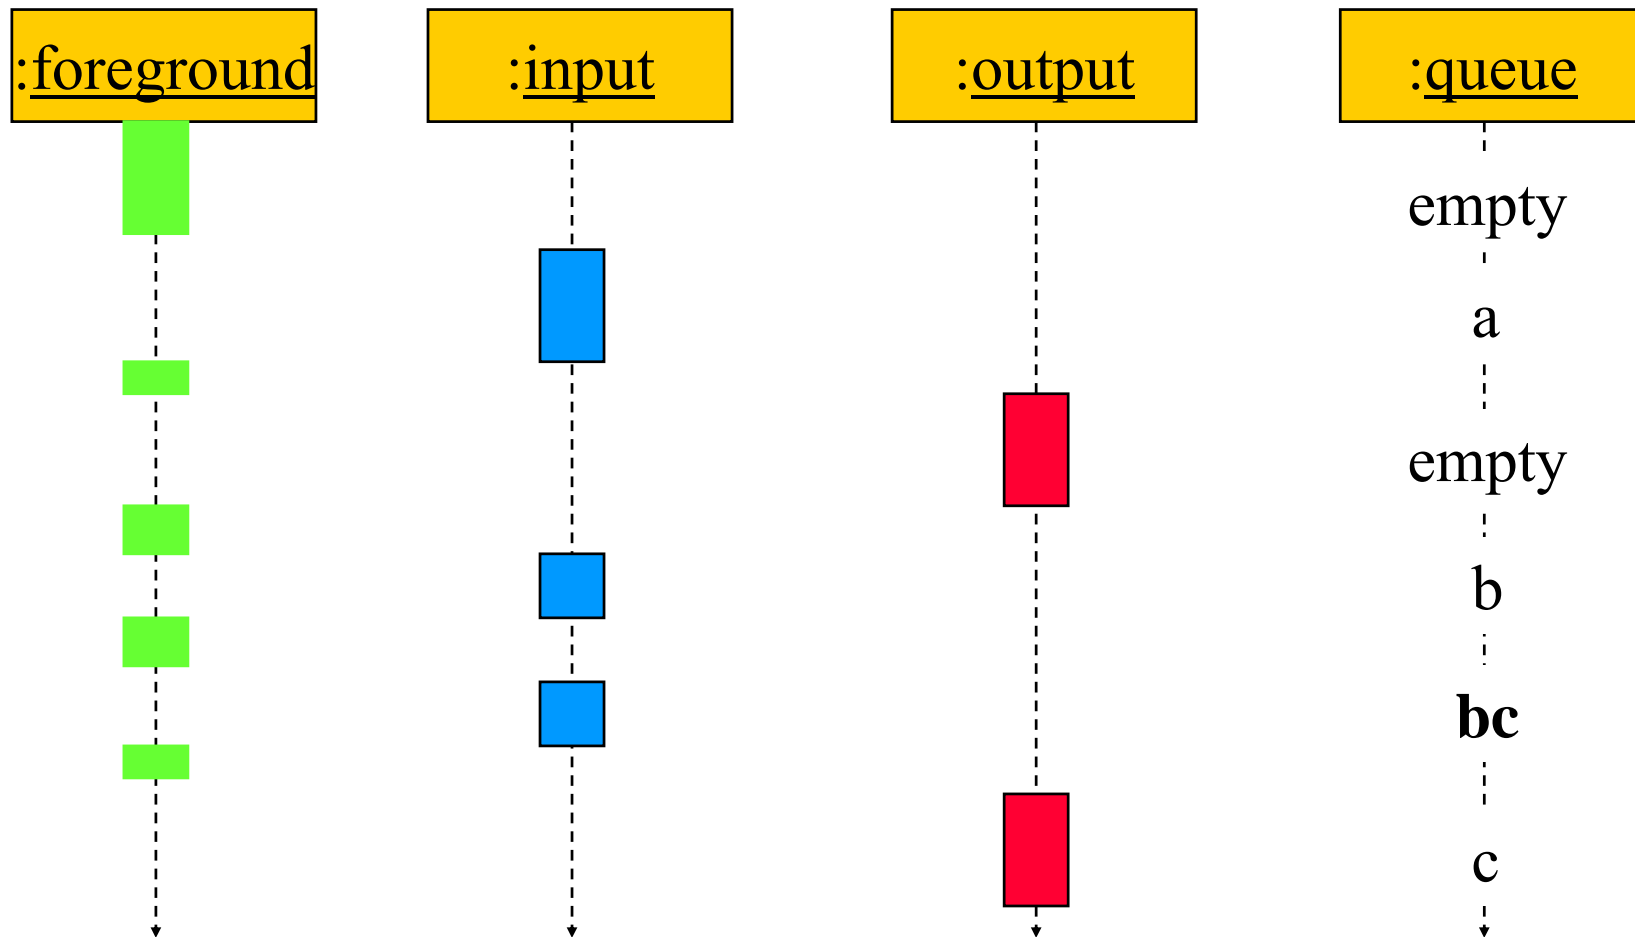 :foreground
:input
:output
:queue
empty
a
empty
b
bc
c